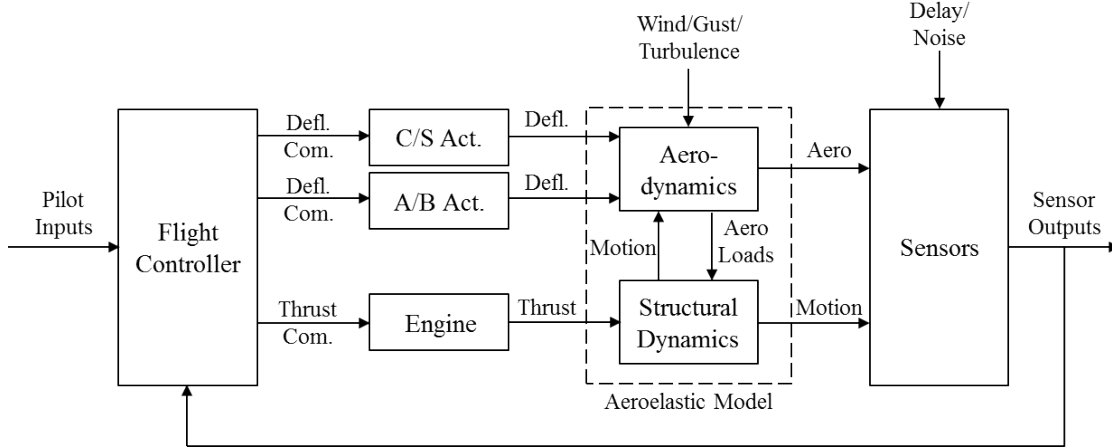 Wind/Gust/
Turbulence
Delay/
Noise
Pilot
Inputs
Flight
Controller
Defl.
Com.
C/S Act.
Defl.
Defl.
Com.
A/B Act.
Defl.
Thrust
Com.
Engine
Thrust
Aero-
dynamics
Motion
Aero
Loads
Structural
Dynamics
Aeroelastic Model
Aero
Motion
Sensors
Sensor
Outputs